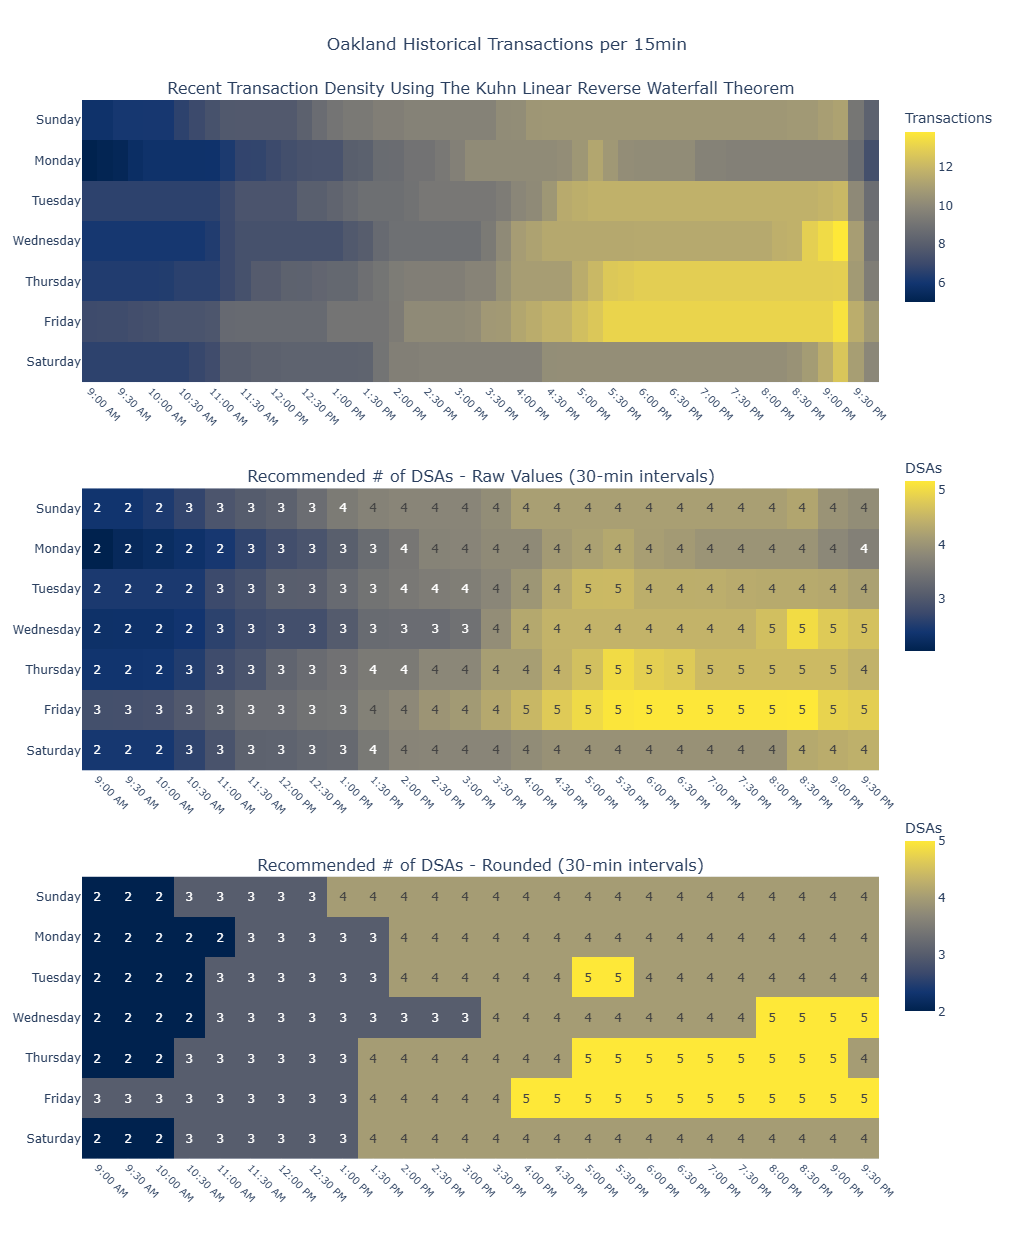 Oakland Historical Transactions per 15min
Recent Transaction Density Using The Kuhn Linear Reverse Waterfall Theorem
Transactions
Sunday
Monday
Tuesday
Wednesday
Thursday
Friday
Saturday
12
10
8
6
9:00 AM 9:30 AM 10:00 AM 10:30 AM 11:00 AM 11:30 AM 12:00 PM 12:30 PM 1:00 PM 1:30 PM 2:00 PM 2:30 PM 3:00 PM 3:30 PM 4:00 PM 4:30 PM 5:00 PM 5:30 PM 6:00 PM 6:30 PM 7:00 PM 7:30 PM 8:00 PM 8:30 PM 9:00 PM 9:30 PM
Recommended # of DSAs - Raw Values (30-min intervals)
DSAs
Sunday 2 2 2 3 3 3 3 3 4 4 4 4 4 4 4 4 4 4 4 4 4 4 4 4 4 4
Monday 2 2 2 2 2 3 3 3 3 3 4 4 4 4 4 4 4 4 4 4 4 4 4 4 4 4
Tuesday 2 2 2 2 3 3 3 3 3 3 4 4 4 4 4 4 5 5 4 4 4 4 4 4 4 4
Wednesday 2 2 2 2 3 3 3 3 3 3 3 3 3 4 4 4 4 4 4 4 4 4 5 5 5 5
Thursday 2 2 2 3 3 3 3 3 3 4 4 4 4 4 4 4 5 5 5 5 5 5 5 5 5 4
Friday 3 3 3 3 3 3 3 3 3 4 4 4 4 4 5 5 5 5 5 5 5 5 5 5 5 5
Saturday 2 2 2 3 3 3 3 3 3 4 4 4 4 4 4 4 4 4 4 4 4 4 4 4 4 4
5
4
3
9:00 AM 9:30 AM 10:00 AM 10:30 AM 11:00 AM 11:30 AM 12:00 PM 12:30 PM 1:00 PM 1:30 PM 2:00 PM 2:30 PM 3:00 PM 3:30 PM 4:00 PM 4:30 PM 5:00 PM 5:30 PM 6:00 PM 6:30 PM 7:00 PM 7:30 PM 8:00 PM 8:30 PM 9:00 PM 9:30 PM
Recommended # of DSAs - Rounded (30-min intervals)
DSAs
Sunday 2 2 2 3 3 3 3 3 4 4 4 4 4 4 4 4 4 4 4 4 4 4 4 4 4 4
Monday 2 2 2 2 2 3 3 3 3 3 4 4 4 4 4 4 4 4 4 4 4 4 4 4 4 4
Tuesday 2 2 2 2 3 3 3 3 3 3 4 4 4 4 4 4 5 5 4 4 4 4 4 4 4 4
Wednesday 2 2 2 2 3 3 3 3 3 3 3 3 3 4 4 4 4 4 4 4 4 4 5 5 5 5
Thursday 2 2 2 3 3 3 3 3 3 4 4 4 4 4 4 4 5 5 5 5 5 5 5 5 5 4
Friday 3 3 3 3 3 3 3 3 3 4 4 4 4 4 5 5 5 5 5 5 5 5 5 5 5 5
Saturday 2 2 2 3 3 3 3 3 3 4 4 4 4 4 4 4 4 4 4 4 4 4 4 4 4 4
5
4
3
2
9:00 AM 9:30 AM 10:00 AM 10:30 AM 11:00 AM 11:30 AM 12:00 PM 12:30 PM 1:00 PM 1:30 PM 2:00 PM 2:30 PM 3:00 PM 3:30 PM 4:00 PM 4:30 PM 5:00 PM 5:30 PM 6:00 PM 6:30 PM 7:00 PM 7:30 PM 8:00 PM 8:30 PM 9:00 PM 9:30 PM